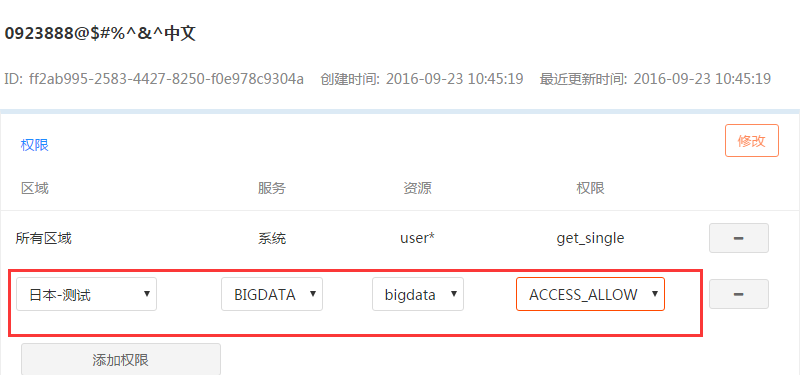 0923888@$#%^&^中文
ID: ff2ab995-2583-4427-8250-f0e978c9304a 创建时间: 2016-09-23 10:45:19 最近更新时间: 2016-09-23 10:45:19
权限 修改
区域 服务 资源 权限
所有区域 系统 user* get_single
日本-测试 BIGDATA bigdata ACCESS_ALLOW
添加权限